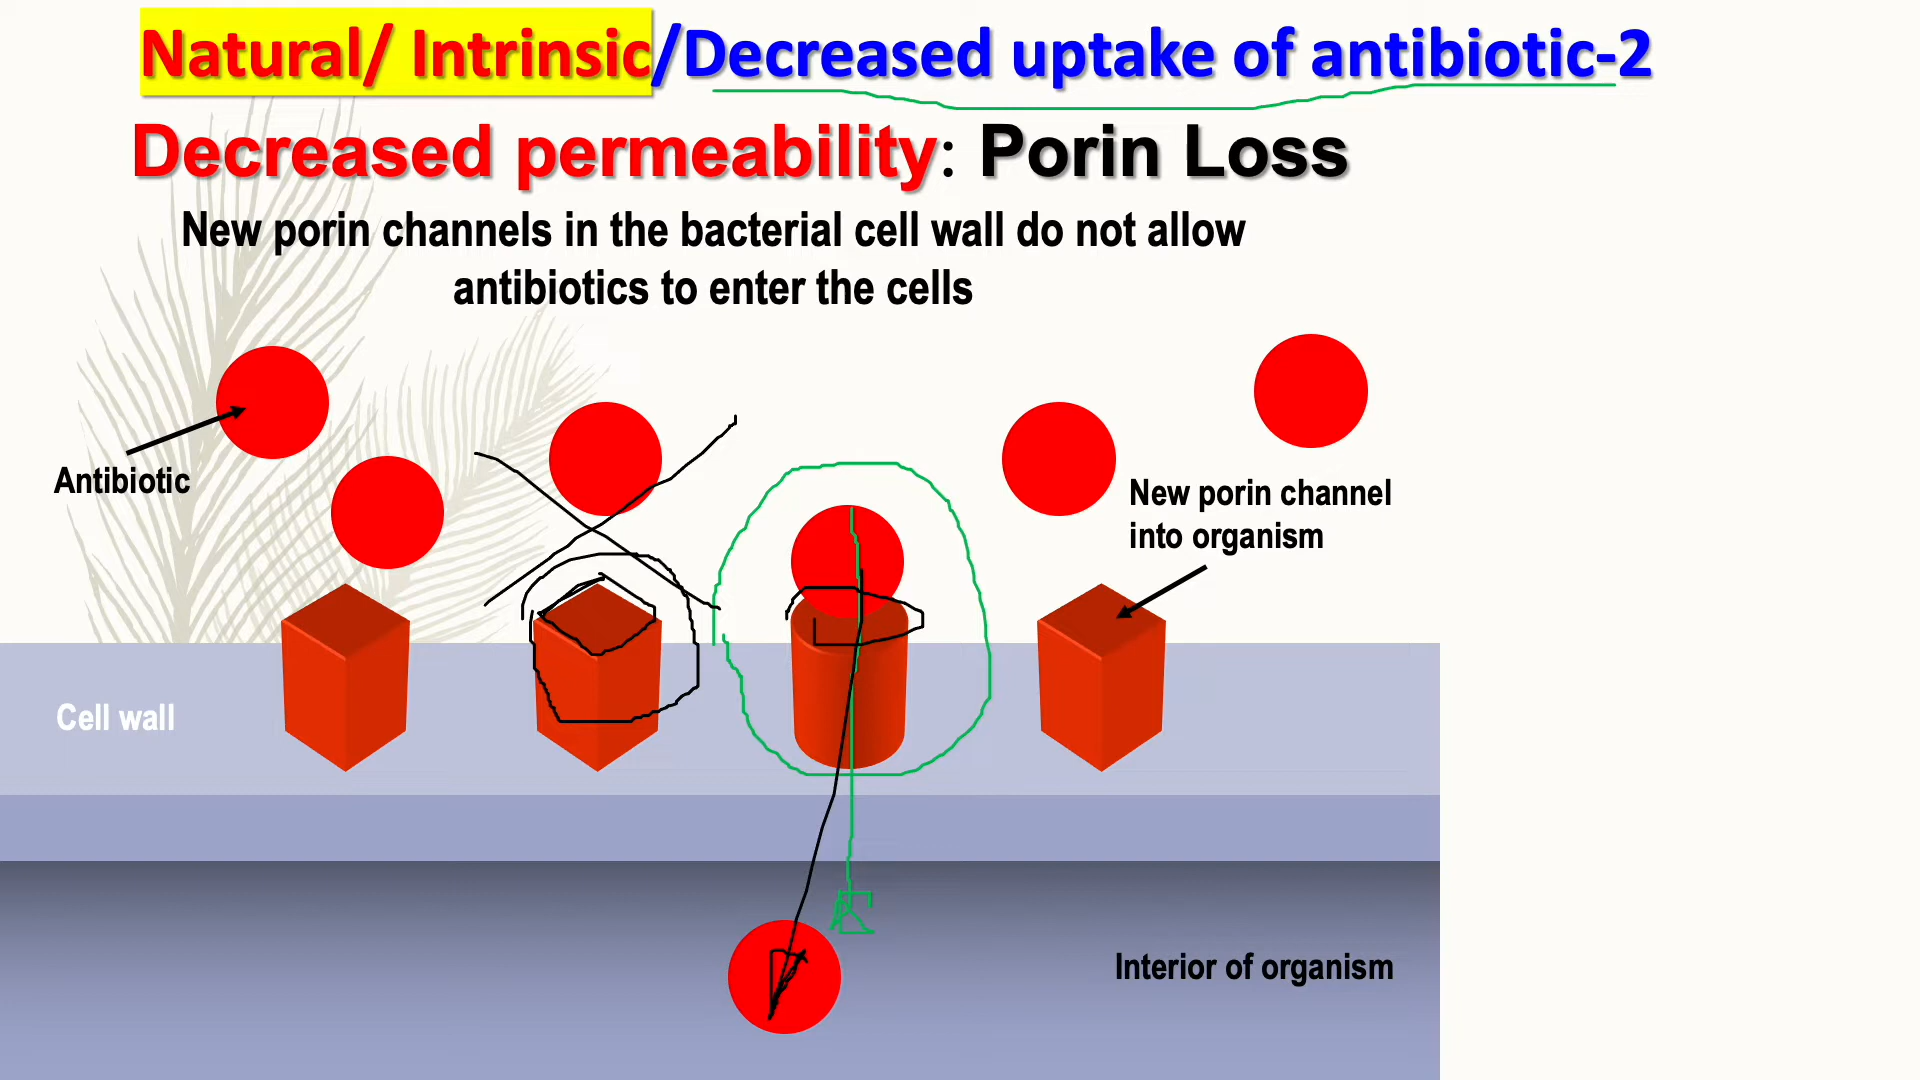 Natural/ Intrinsic/Decreased uptake of antibiotic-2
Decreased permeability: Porin Loss
New porin channels in the bacterial cell wall do not allow
antibiotics to enter the cells
Antibiotic
New porin channel
into organism
Cell wall
Interior of organism